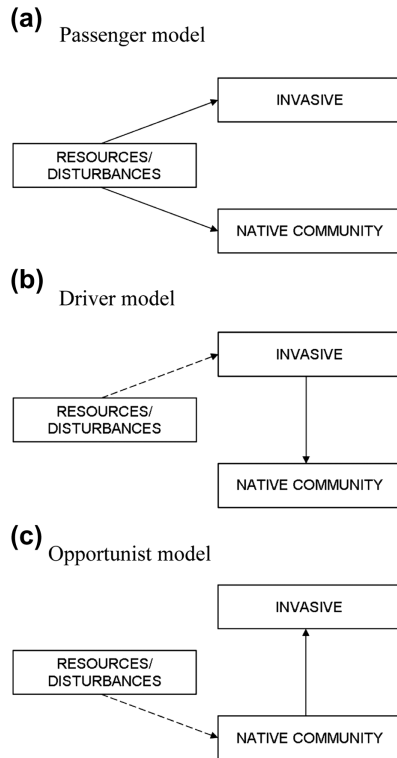 (a)
Passenger model
INVASIVE
RESOURCES/
DISTURBANCES
NATIVE COMMUNITY
(b)
Driver model
INVASIVE
RESOURCES/
DISTURBANCES
NATIVE COMMUNITY
(c)
Opportunist model
INVASIVE
RESOURCES/
DISTURBANCES
NATIVE COMMUNITY